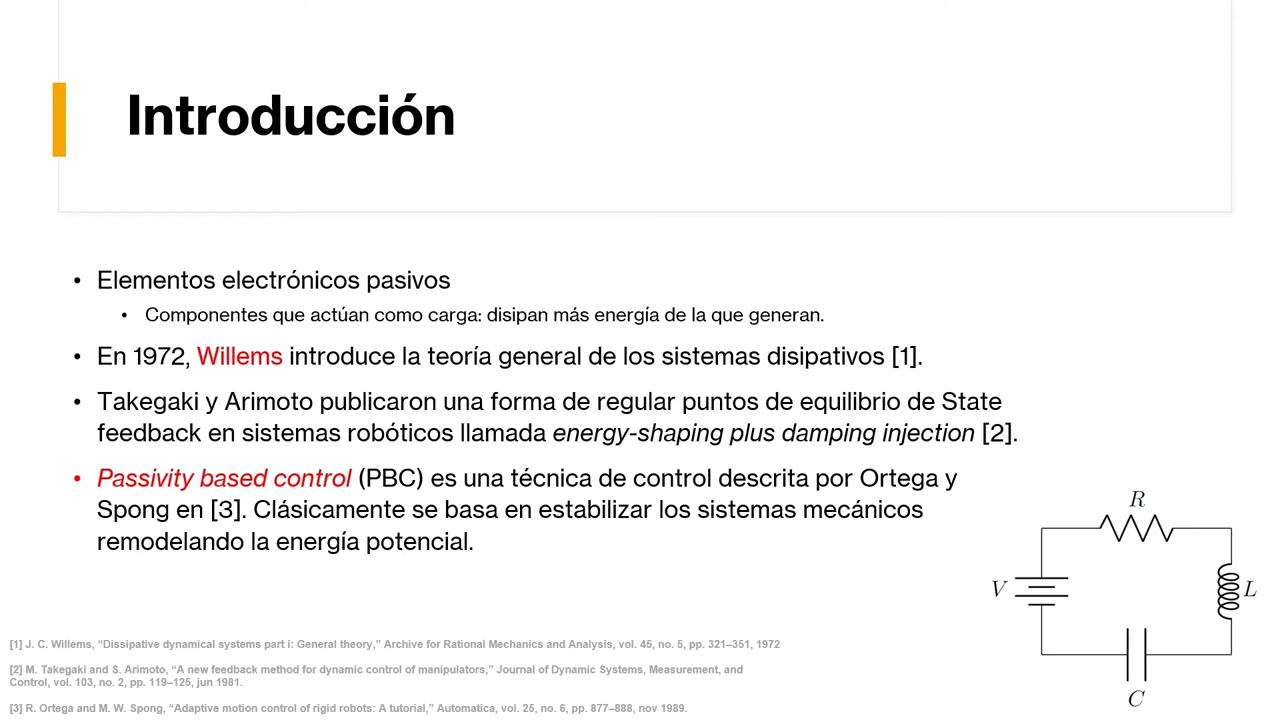 Introducción
• Elementos electrónicos pasivos
• Componentes que actúan como carga: disipan más energía de la que generan.
• En 1972, Willems introduce la teoría general de los sistemas disipativos [1].
• Takegaki y Arimoto publicaron una forma de regular puntos de equilibrio de State
feedback en sistemas robóticos llamada energy-shaping plus damping injection [2].
• Passivity based control (PBC) es una técnica de control descrita por Ortega y
Spong en [3]. Clásicamente se basa en estabilizar los sistemas mecánicos
remodelando la energía potencial.
R
V
L
C
[1] J. C. Willems, “Dissipative dynamical systems part i: General theory,” Archive for Rational Mechanics and Analysis, vol. 45, no. 5, pp. 321–351, 1972
[2] M. Takegaki and S. Arimoto, “A new feedback method for dynamic control of manipulators,” Journal of Dynamic Systems, Measurement, and
Control, vol. 103, no. 2, pp. 119–125, jun 1981.
[3] R. Ortega and M. W. Spong, “Adaptive motion control of rigid robots: A tutorial,” Automatica, vol. 25, no. 6, pp. 877–888, nov 1989.